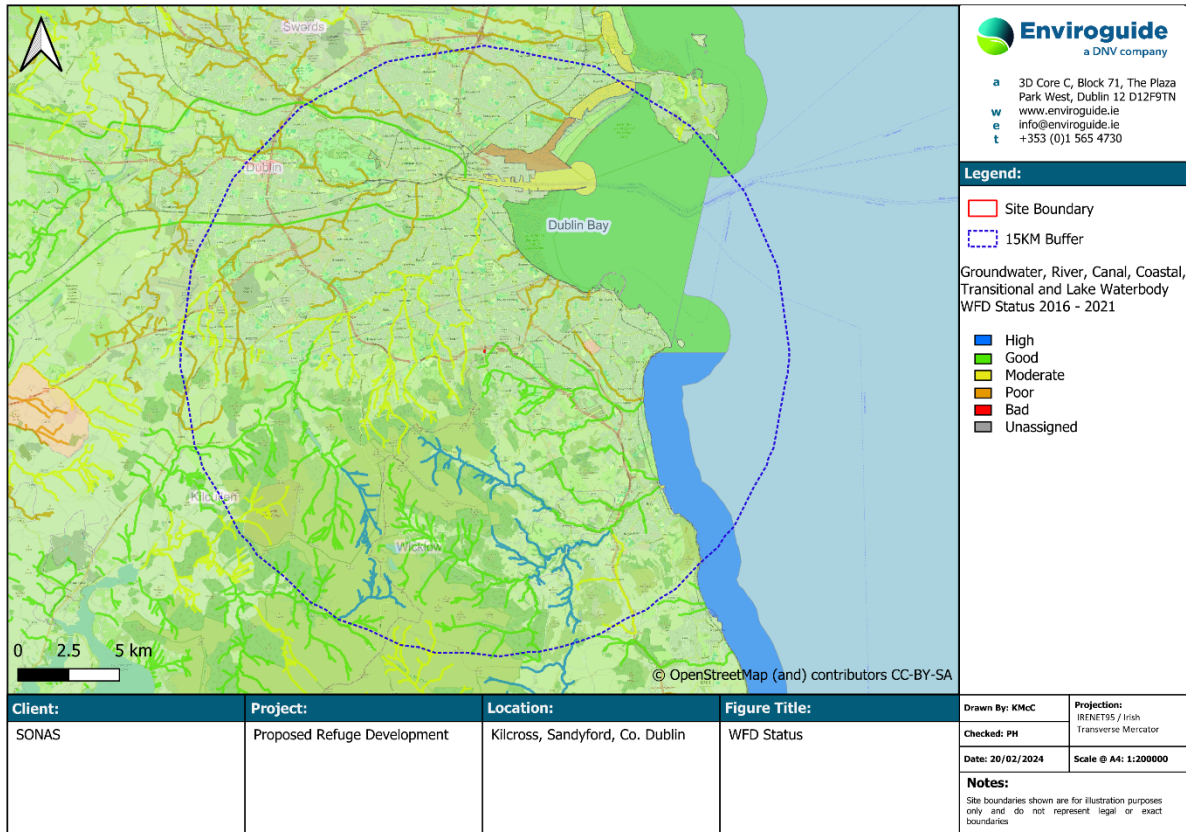 Swords
Dublin
Dublin Bay
Kilcullen
Wicklow
0 2.5 5 km
© OpenStreetMap (and) contributors CC-BY-SA
Enviroguide
a DNV company
a 3D Core C, Block 71, The Plaza
Park West, Dublin 12 D12F9TN
w www.enviroguide.ie
e info@enviroguide.ie
t +353 (0)1 565 4730
Legend:
Site Boundary
15KM Buffer
Groundwater, River, Canal, Coastal,
Transitional and Lake Waterbody
WFD Status 2016 - 2021
High
Good
Moderate
Poor
Bad
Unassigned
Client:
SONAS
Project:
Proposed Refuge Development
Location:
Kilcross, Sandyford, Co. Dublin
Figure Title:
WFD Status
Drawn By: KMcC
Checked: PH
Date: 20/02/2024
Projection:
IRENET95 / Irish
Transverse Mercator
Scale @ A4: 1:200000
Notes:
Site boundaries shown are for illustration purposes
only and do not represent legal or exact
boundaries